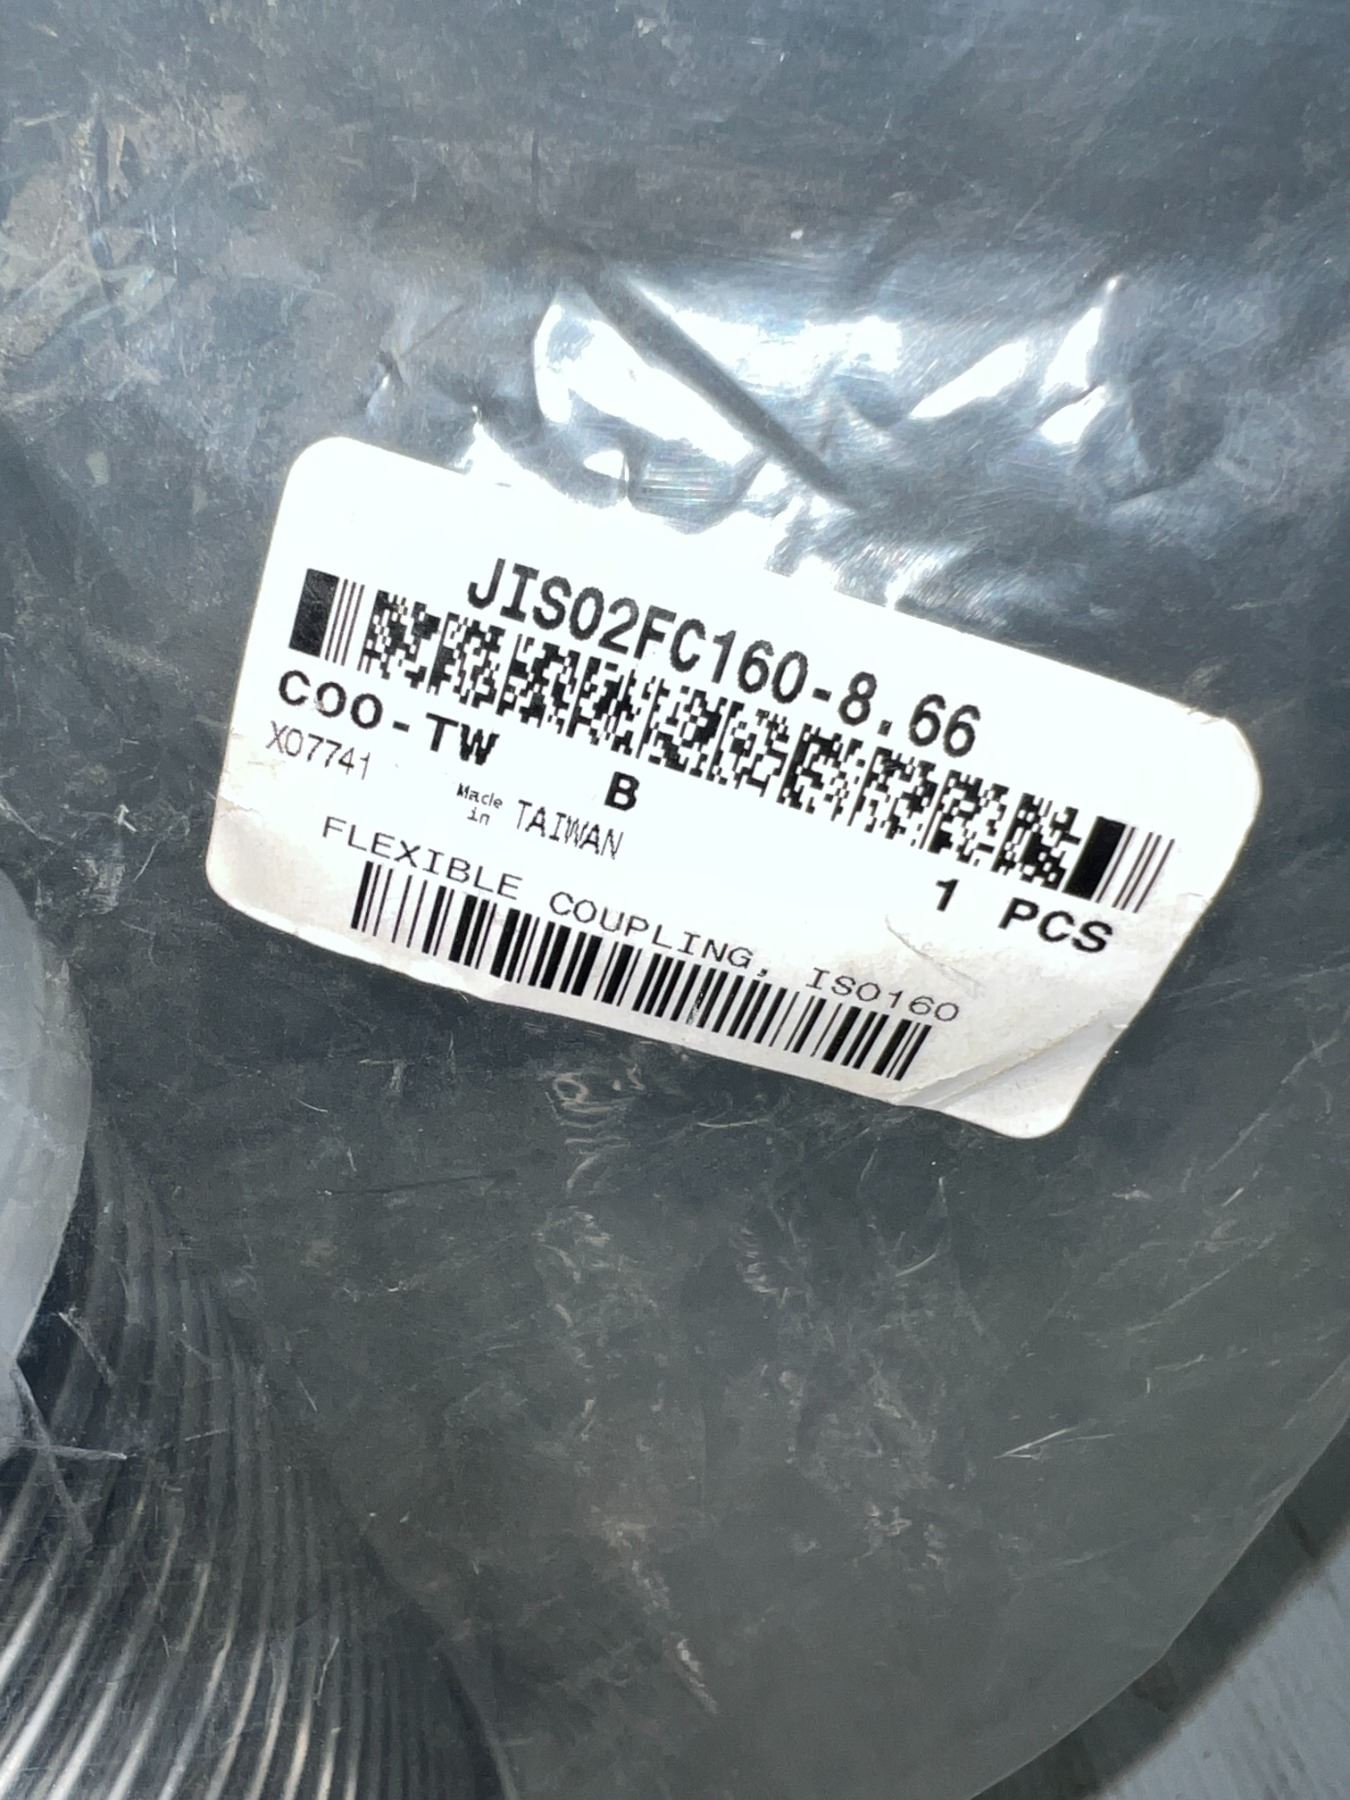 JIS02FC160-8.66
COO-TW B 1 PCS
X07741
Made in TAIWAN
FLEXIBLE COUPLING, ISO160